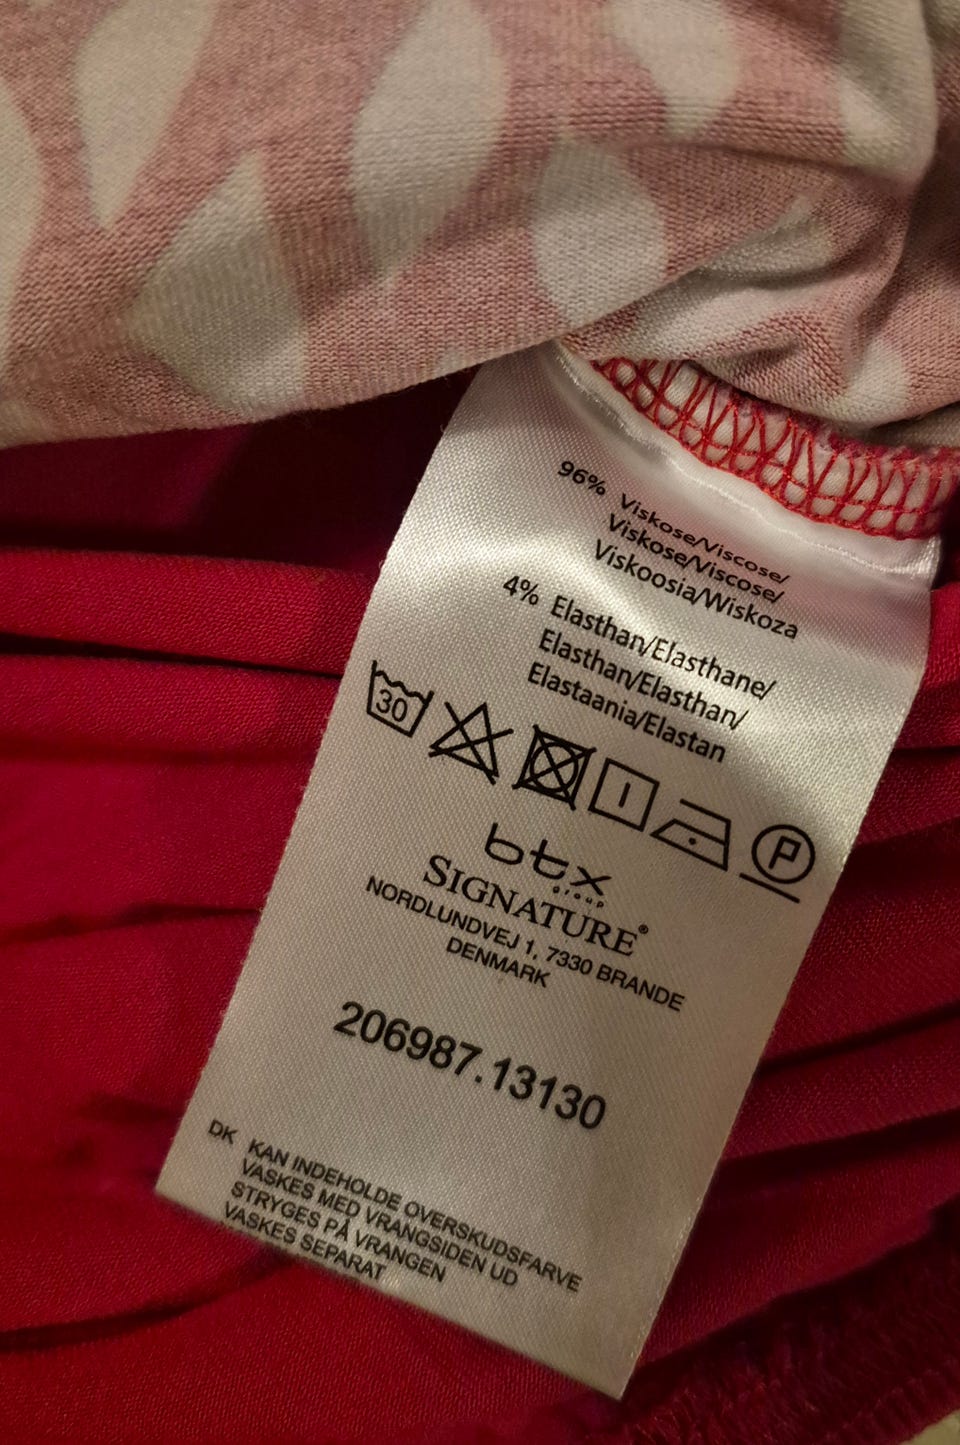 96% Viskose/Viscose/
Viskose/Viscose/
Viskoosia/Wiskoza
4% Elasthan/Elasthane/
Elasthan/Elasthan/
Elastaania/Elastan
30
P
btx
group
SIGNATURE®
NORDLUNDVEJ 1, 7330 BRANDE
DENMARK
206987.13130
DK KAN INDEHOLDE OVERSKUDSFARVE
VASKES MED VRANGSIDEN UD
STRYGES PÅ VRANGEN
VASKES SEPARAT